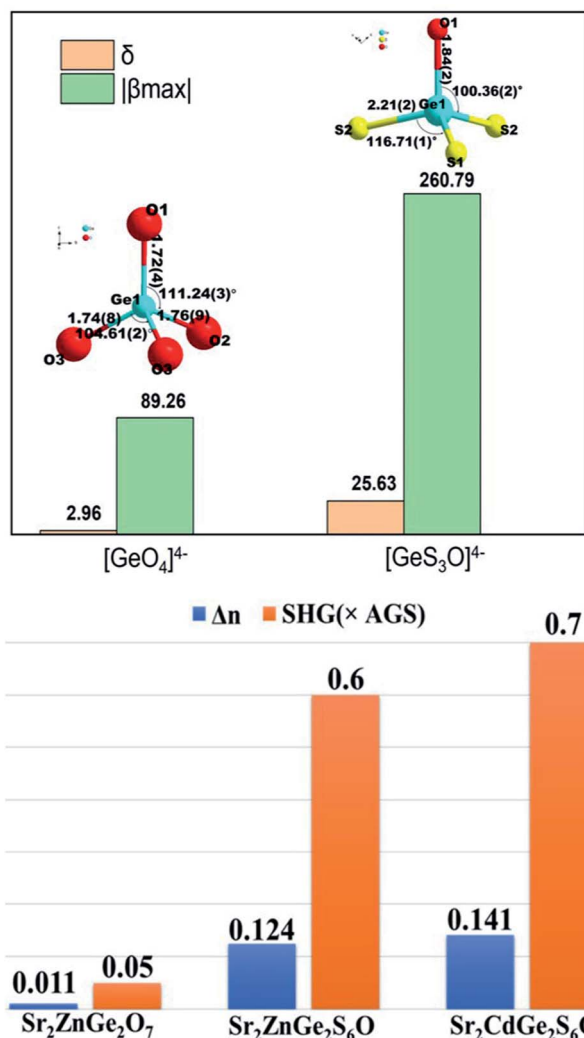 δ
|βmax|
O1
1.84(2)
100.36(2)°
2.21(2)
Ge1
S2
116.71(1)°
S2
S1
260.79
O1
1.72(4)
Ge1
111.24(3)°
1.74(8)
1.76(9)
104.61(2)°
O2
O3
O3
89.26
2.96
25.63
[GeO₄]⁴⁻
[GeS₃O]⁴⁻
Δn
SHG(× AGS)
0.7
0.6
0.124
0.141
0.011
0.05
Sr₂ZnGe₂O₇
Sr₂ZnGe₂S₆O
Sr₂CdGe₂S₆O